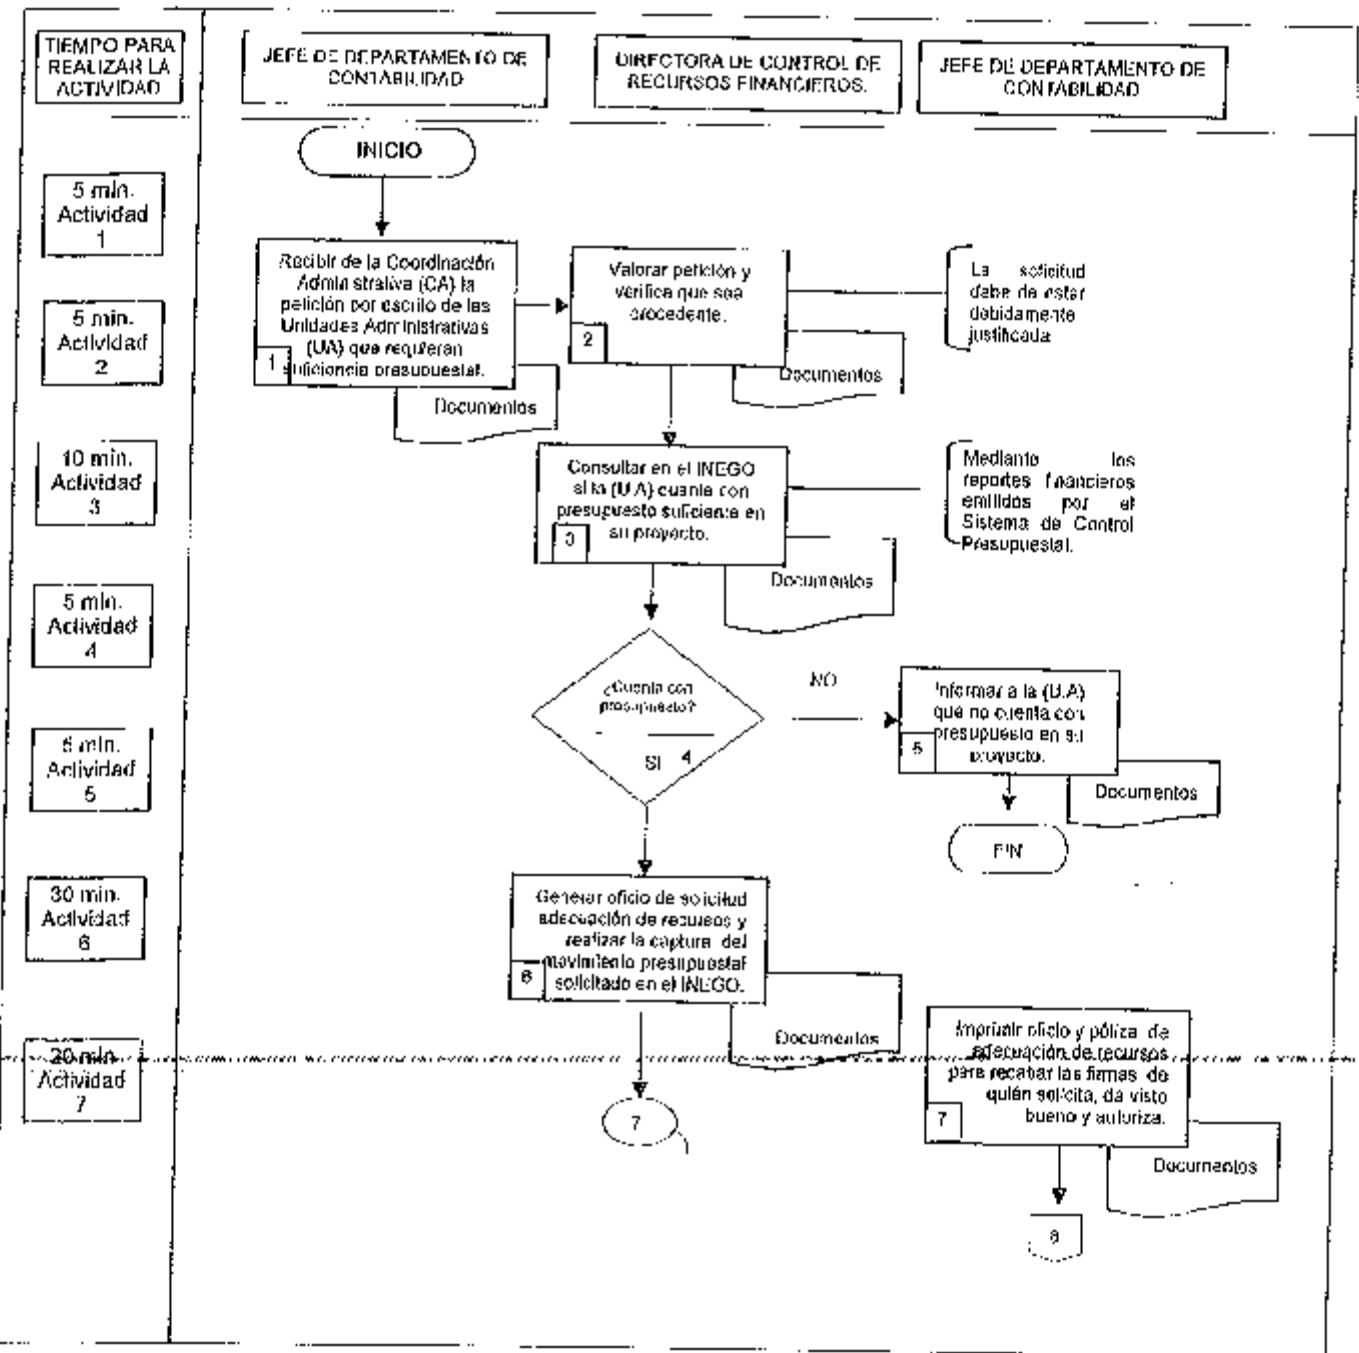 TIEMPO PARA
REALIZAR LA
ACTIVIDAD
JEFE DE DEPARTAMENTO DE
CONTABILIDAD
DIRECTORA DE CONTROL DE
RECURSOS FINANCIEROS.
JEFE DE DEPARTAMENTO DE
CONTABILIDAD
INICIO
5 min.
Actividad
1
Recibir de la Coordinación
Administrativa (CA) la
petición por escrito de las
Unidades Administrativas
(UA) que requieran
suficiencia presupuestal.
1
Documentos
Valorar petición y
verifica que sea
procedente.
2
Documentos
La solicitud
debe de estar
debidamente
justificada
5 min.
Actividad
2
10 min.
Actividad
3
Consultar en el INEGO
si la (U.A) cuenta con
presupuesto suficiente en
su proyecto.
3
Documentos
Mediante los
reportes financieros
emitidos por el
Sistema de Control
Presupuestal.
5 min.
Actividad
4
¿Cuenta con
presupuesto?
SI 4
NO
Informar a la (U.A)
que no cuenta con
presupuesto en su
proyecto.
5
Documentos
FIN
5 min.
Actividad
5
30 min.
Actividad
6
Generar oficio de solicitud
adecuación de recursos y
realizar la captura del
movimiento presupuestal
solicitado en el INEGO.
6
Documentos
7
20 min
Actividad
7
Imprimir oficio y póliza de
adecuación de recursos
para recabar las firmas de
quién solicita, da visto
bueno y autoriza.
7
Documentos
8